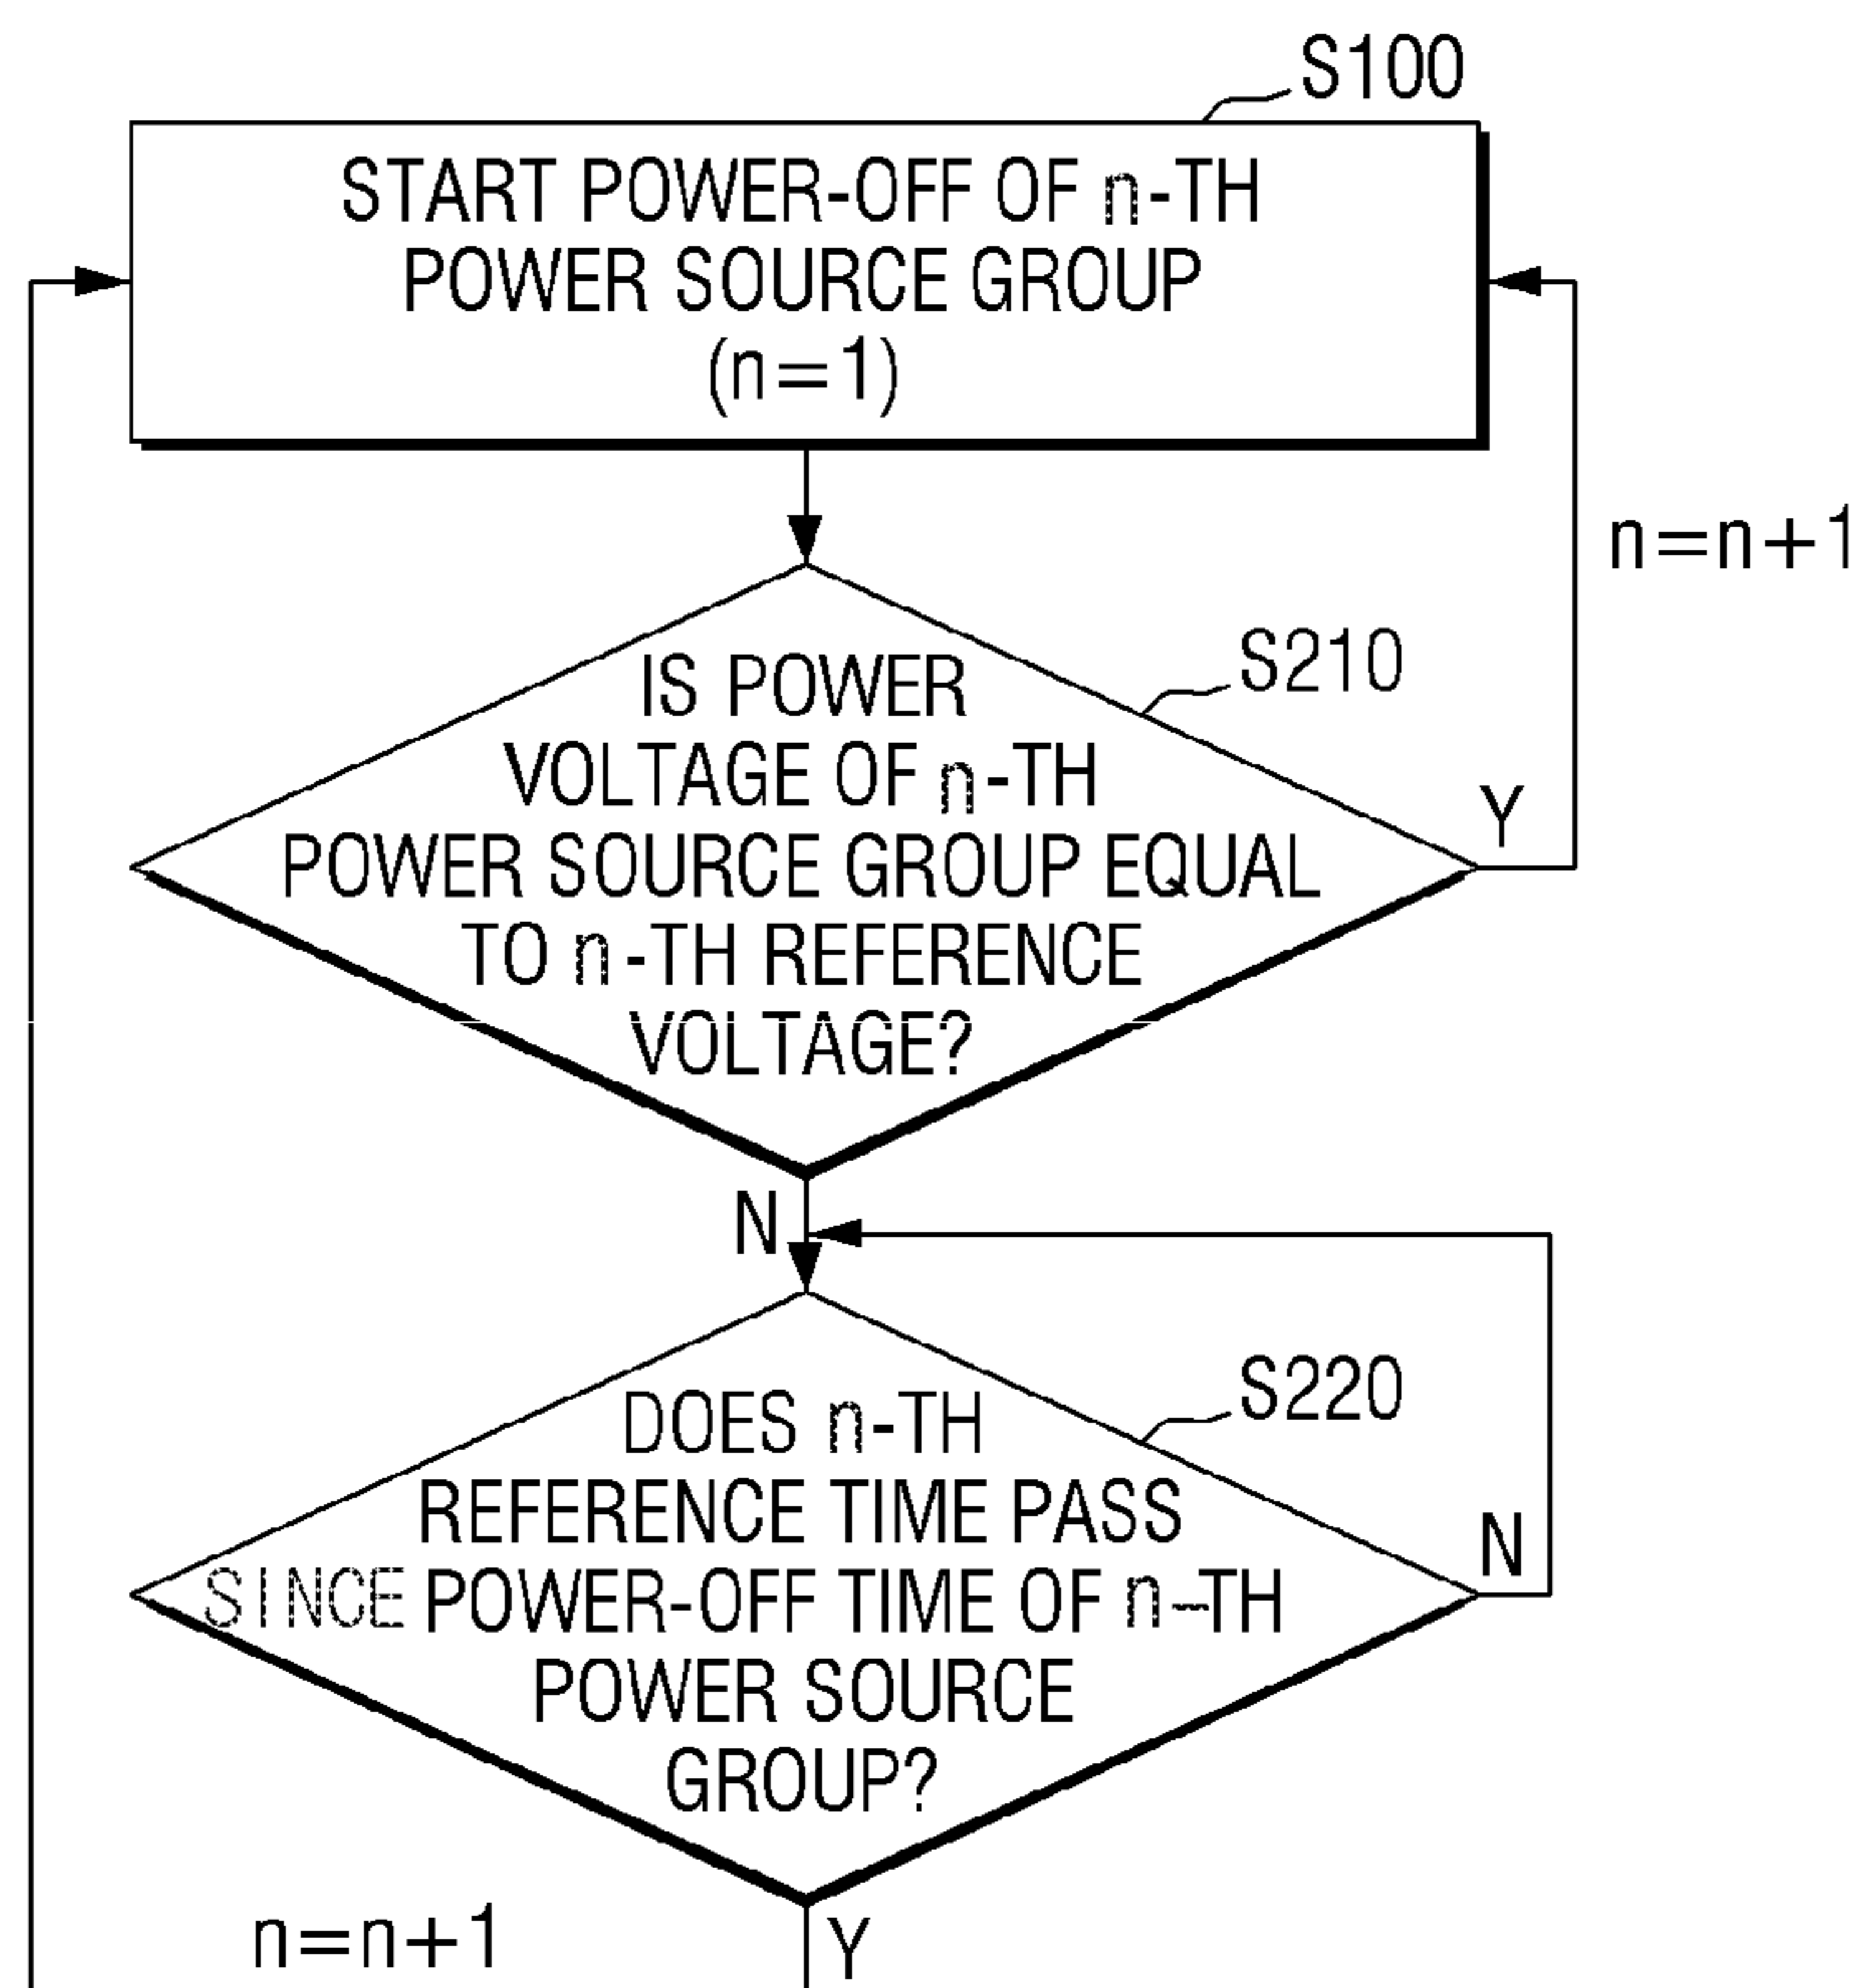 S100
START POWER-OFF OF n-TH
POWER SOURCE GROUP
(n=1)
n=n+1
S210
IS POWER
VOLTAGE OF n-TH
POWER SOURCE GROUP EQUAL
TO n-TH REFERENCE
VOLTAGE?
Y
N
S220
DOES n-TH
REFERENCE TIME PASS
SINCE POWER-OFF TIME OF n-TH
POWER SOURCE
GROUP?
N
n=n+1
Y